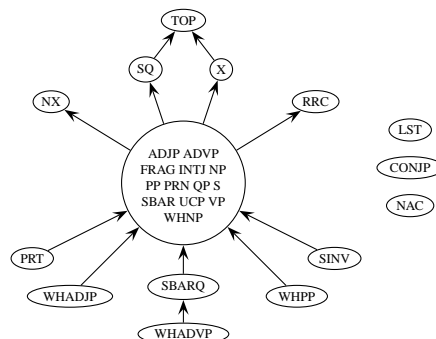 TOP
SQ
X
NX
RRC
ADJP ADVP
FRAG INTJ NP
PP PRN QP S
SBAR UCP VP
WHNP
LST
CONJP
NAC
PRT
SINV
WHADJP
SBARQ
WHPP
WHADVP